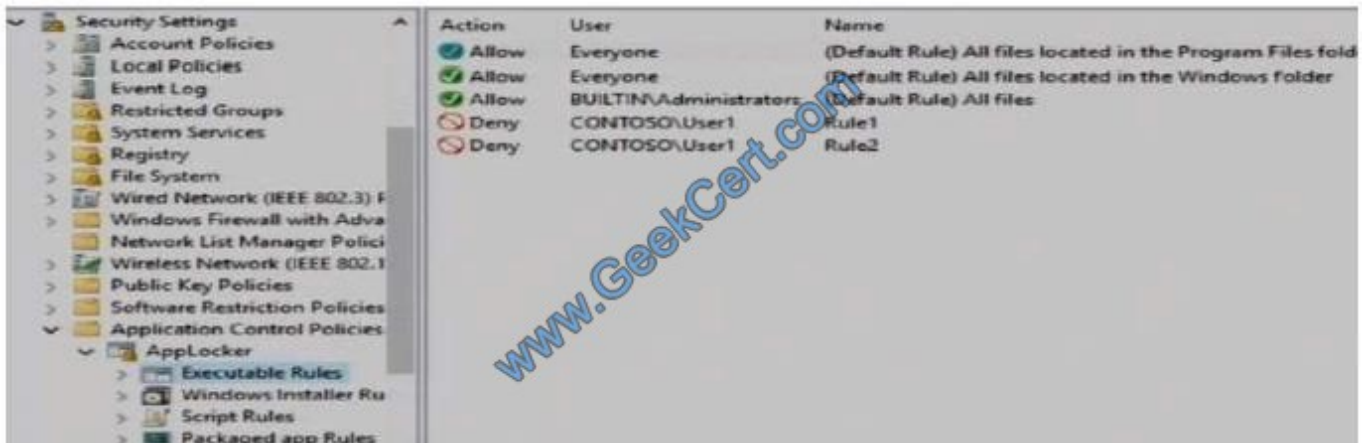 Security Settings
Account Policies
Local Policies
Event Log
Restricted Groups
System Services
Registry
File System
Wired Network (IEEE 802.3) P
Windows Firewall with Adva
Network List Manager Polici
Wireless Network (IEEE 802.1
Public Key Policies
Software Restriction Policies
Application Control Policies
AppLocker
Executable Rules
Windows Installer Ru
Script Rules
Packaged app Rules
Action User Name
Allow Everyone (Default Rule) All files located in the Program Files fold
Allow Everyone (Default Rule) All files located in the Windows folder
Allow BUILTIN\Administrators (Default Rule) All files
Deny CONTOSO\User1 Rule1
Deny CONTOSO\User1 Rule2
www.GeekCert.com